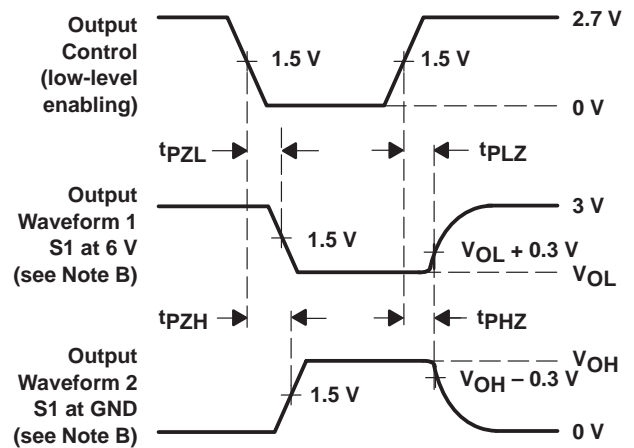 Output
Control
(low-level
enabling)
2.7 V
1.5 V
1.5 V
0 V
tPZL
tPLZ
Output
Waveform 1
S1 at 6 V
(see Note B)
3 V
1.5 V
VOL + 0.3 V
VOL
tPZH
tPHZ
Output
Waveform 2
S1 at GND
(see Note B)
VOH
1.5 V
VOH – 0.3 V
0 V